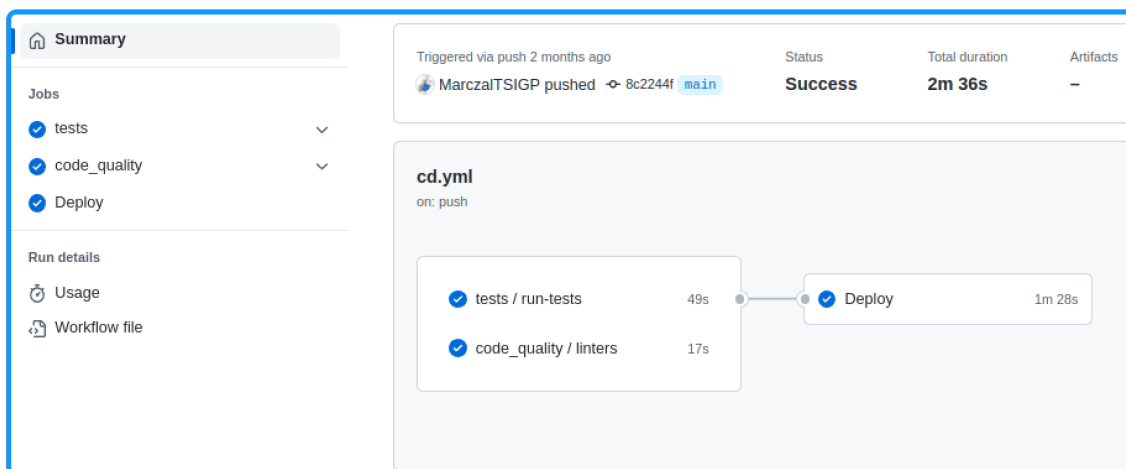 Summary
Jobs
tests
code_quality
Deploy
Run details
Usage
Workflow file
Triggered via push 2 months ago
MarczalTSIGP pushed 8c2244f main
Status
Success
Total duration
2m 36s
Artifacts
–
cd.yml
on: push
tests / run-tests 49s
code_quality / linters 17s
Deploy 1m 28s